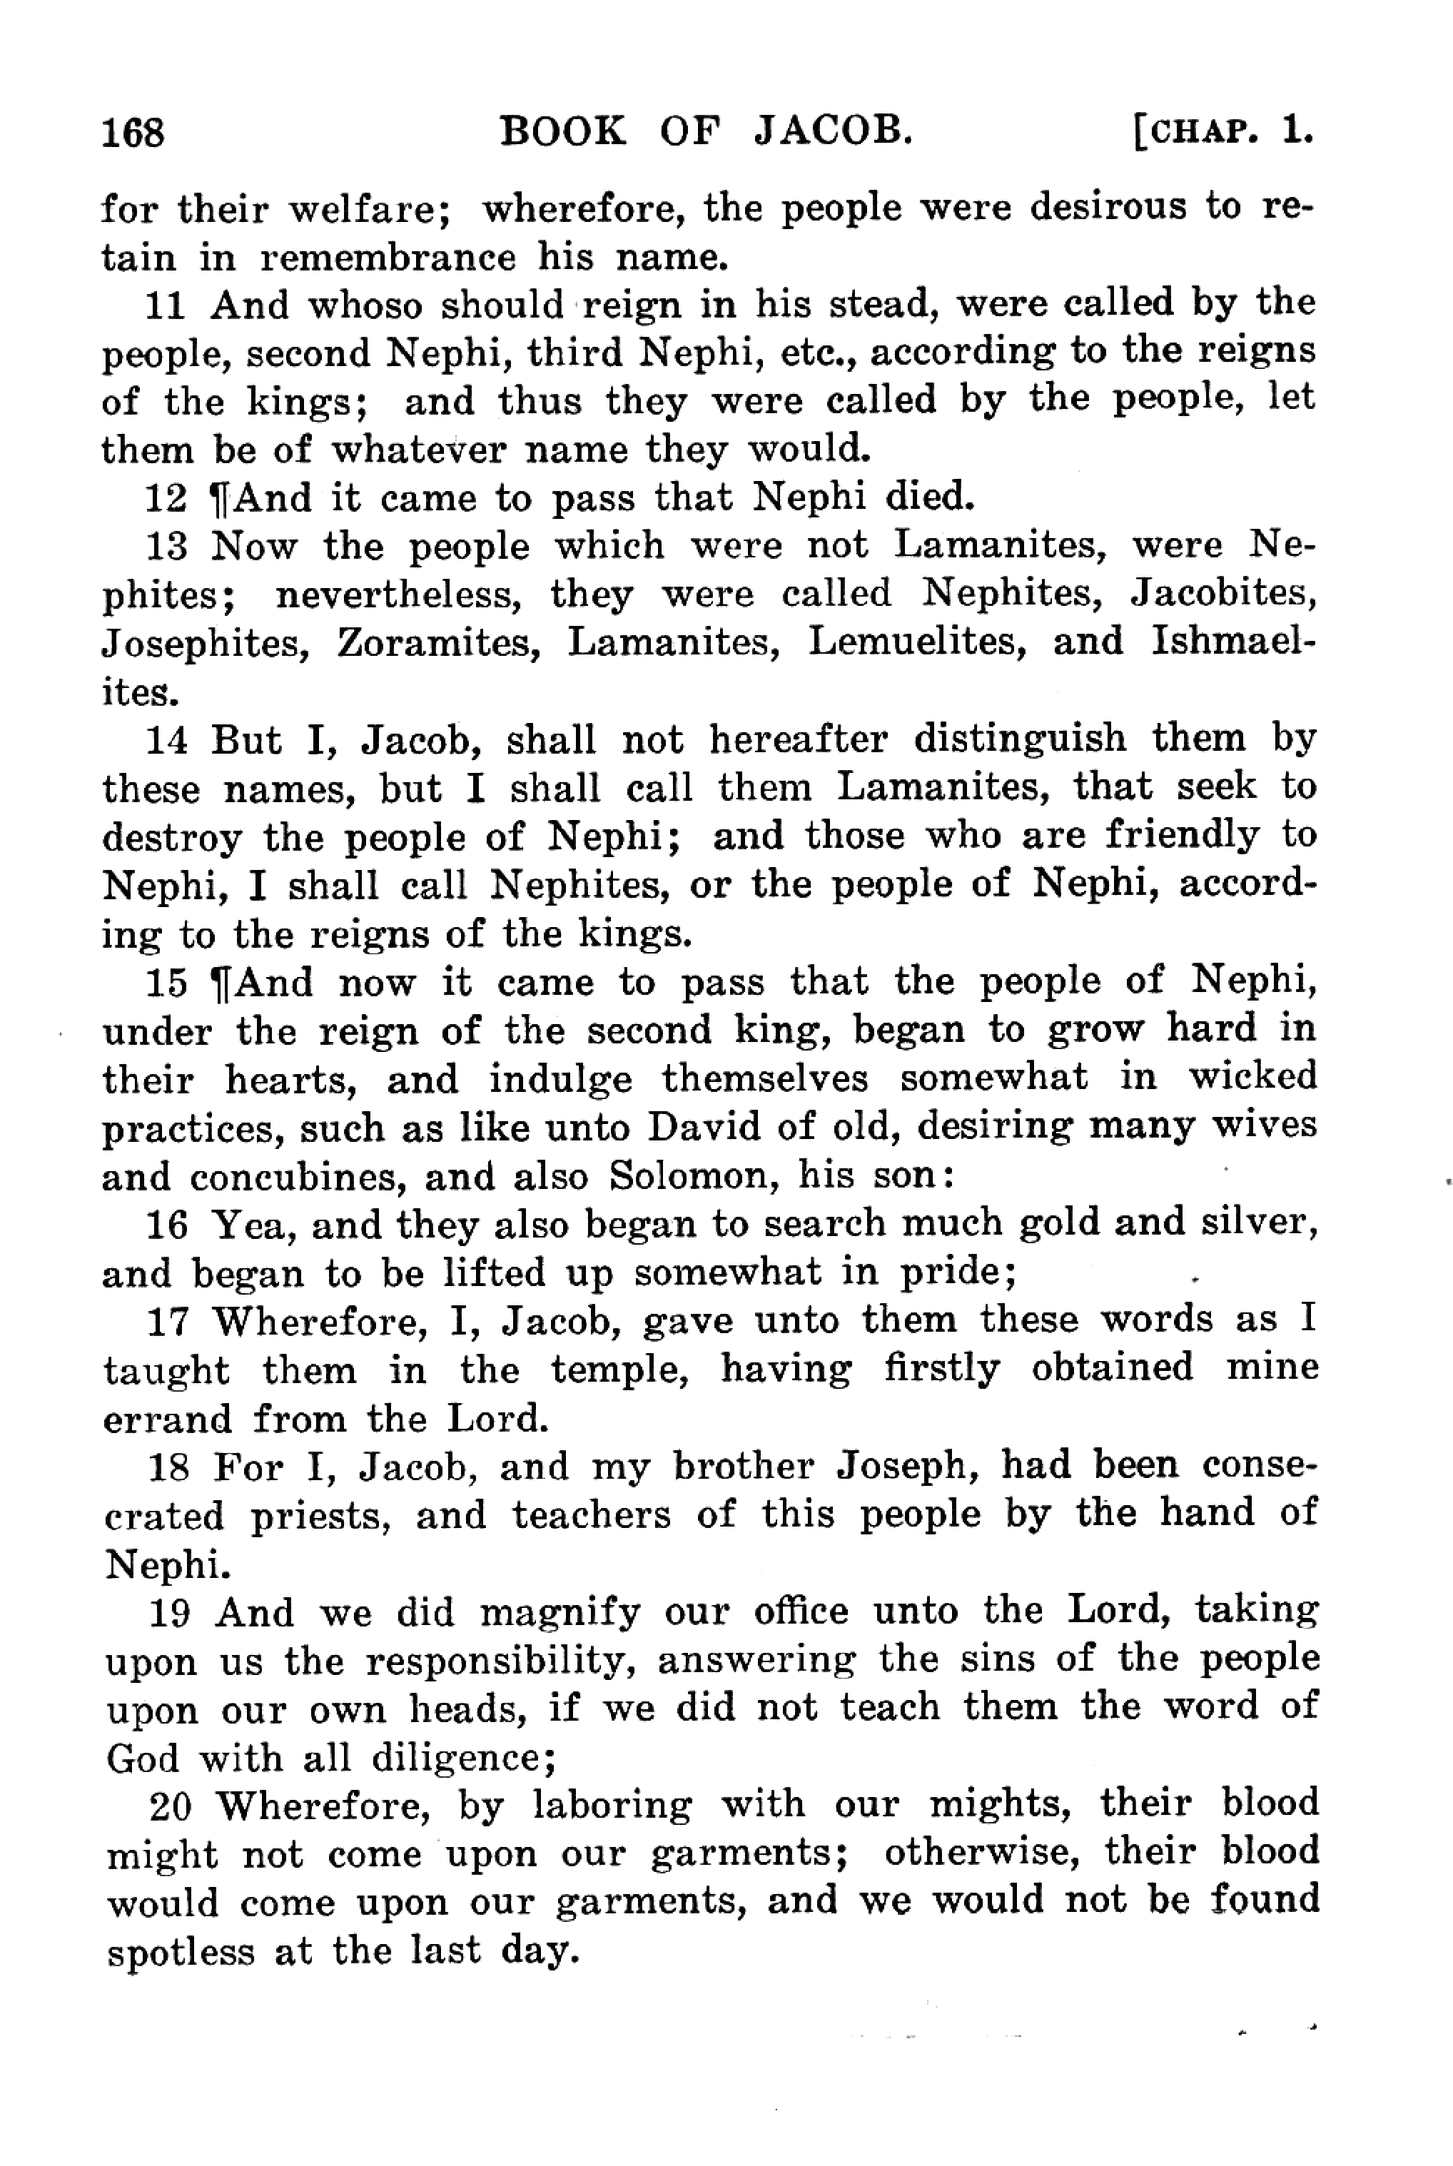 168 BOOK OF JACOB. [CHAP. 1.
for their welfare; wherefore, the people were desirous to re-
tain in remembrance his name.
11 And whoso should reign in his stead, were called by the
people, second Nephi, third Nephi, etc., according to the reigns
of the kings; and thus they were called by the people, let
them be of whatever name they would.
12 ¶And it came to pass that Nephi died.
13 Now the people which were not Lamanites, were Ne-
phites; nevertheless, they were called Nephites, Jacobites,
Josephites, Zoramites, Lamanites, Lemuelites, and Ishmael-
ites.
14 But I, Jacob, shall not hereafter distinguish them by
these names, but I shall call them Lamanites, that seek to
destroy the people of Nephi; and those who are friendly to
Nephi, I shall call Nephites, or the people of Nephi, accord-
ing to the reigns of the kings.
15 ¶And now it came to pass that the people of Nephi,
under the reign of the second king, began to grow hard in
their hearts, and indulge themselves somewhat in wicked
practices, such as like unto David of old, desiring many wives
and concubines, and also Solomon, his son:
16 Yea, and they also began to search much gold and silver,
and began to be lifted up somewhat in pride;
17 Wherefore, I, Jacob, gave unto them these words as I
taught them in the temple, having firstly obtained mine
errand from the Lord.
18 For I, Jacob, and my brother Joseph, had been conse-
crated priests, and teachers of this people by the hand of
Nephi.
19 And we did magnify our office unto the Lord, taking
upon us the responsibility, answering the sins of the people
upon our own heads, if we did not teach them the word of
God with all diligence;
20 Wherefore, by laboring with our mights, their blood
might not come upon our garments; otherwise, their blood
would come upon our garments, and we would not be found
spotless at the last day.